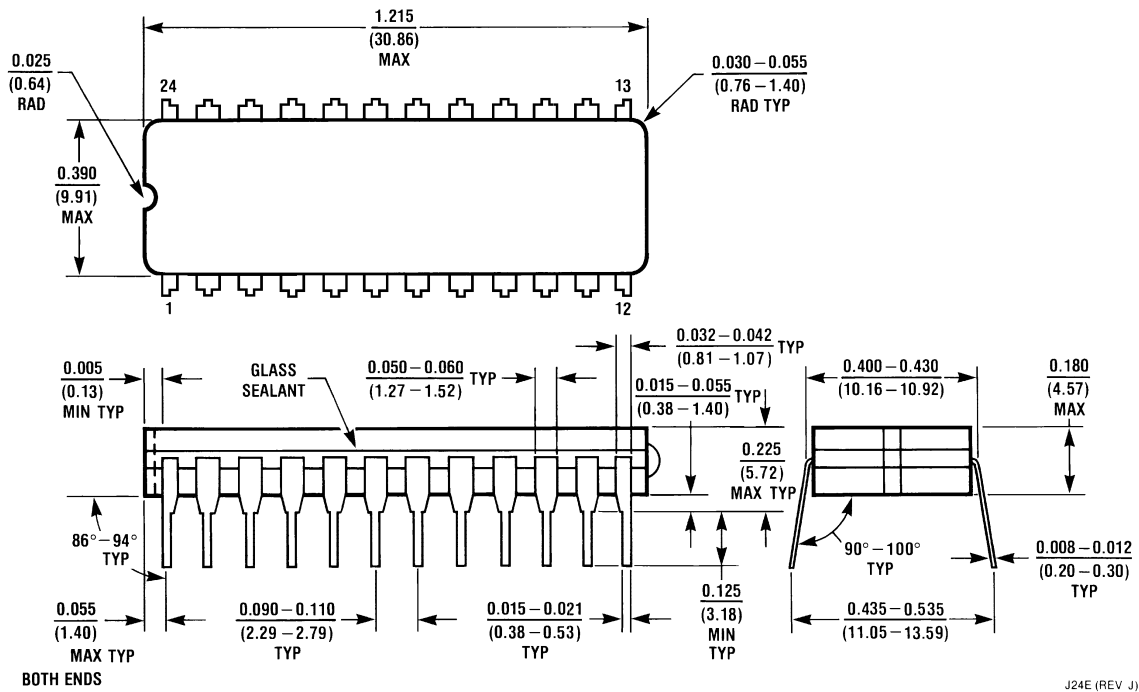 1.215
(30.86)
MAX
0.025
(0.64)
RAD
24
13
0.030 – 0.055
(0.76 – 1.40)
RAD TYP
0.390
(9.91)
MAX
1
12
0.005
(0.13)
MIN TYP
GLASS
SEALANT
0.050 – 0.060
(1.27 – 1.52)
TYP
0.032 – 0.042
(0.81 – 1.07)
TYP
0.015 – 0.055
(0.38 – 1.40)
TYP
0.225
(5.72)
MAX TYP
0.400 – 0.430
(10.16 – 10.92)
0.180
(4.57)
MAX
86° – 94°
TYP
90° – 100°
TYP
0.008 – 0.012
(0.20 – 0.30)
TYP
0.055
(1.40)
MAX TYP
BOTH ENDS
0.090 – 0.110
(2.29 – 2.79)
TYP
0.015 – 0.021
(0.38 – 0.53)
TYP
0.125
(3.18)
MIN
TYP
0.435 – 0.535
(11.05 – 13.59)
J24E (REV J)